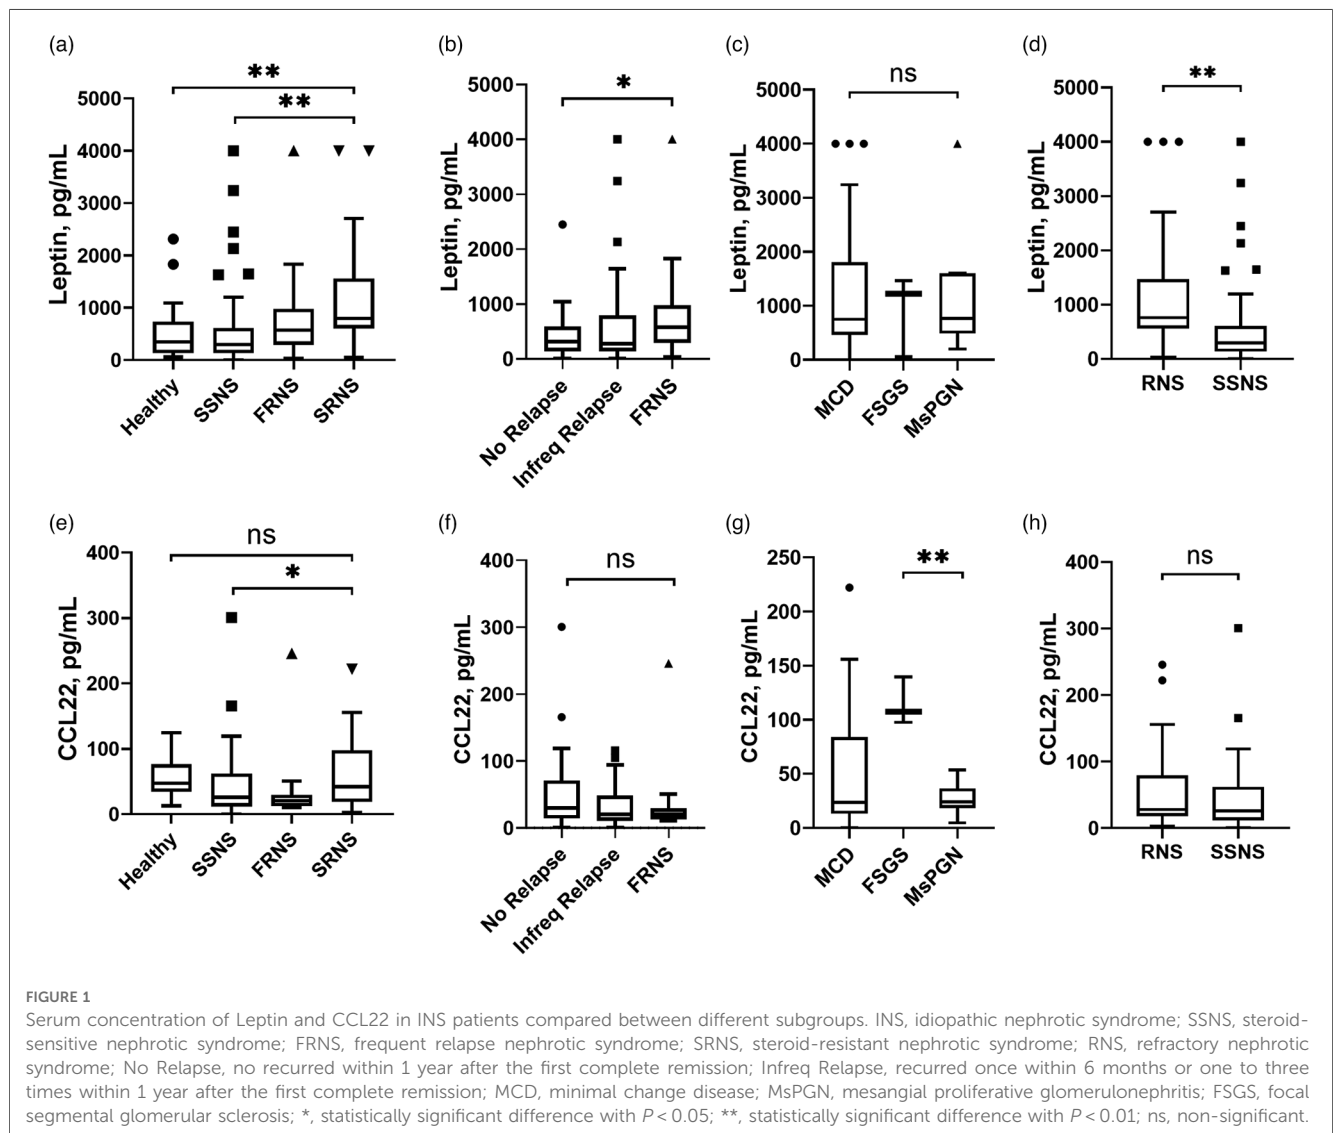 (a)
**
**
5000
4000
3000
2000
1000
0
Leptin, pg/mL
Healthy
SSNS
FRNS
SRNS
(b)
*
5000
4000
3000
2000
1000
0
Leptin, pg/mL
No Relapse
Infreq Relapse
FRNS
(c)
ns
5000
4000
3000
2000
1000
0
Leptin, pg/mL
MCD
FSGS
MsPGN
(d)
**
5000
4000
3000
2000
1000
0
Leptin, pg/mL
RNS
SSNS
(e)
ns
*
400
300
200
100
0
CCL22, pg/mL
Healthy
SSNS
FRNS
SRNS
(f)
ns
400
300
200
100
0
CCL22, pg/mL
No Relapse
Infreq Relapse
FRNS
(g)
**
250
200
150
100
50
0
CCL22, pg/mL
MCD
FSGS
MsPGN
(h)
ns
400
300
200
100
0
CCL22, pg/mL
RNS
SSNS
FIGURE 1
Serum concentration of Leptin and CCL22 in INS patients compared between different subgroups. INS, idiopathic nephrotic syndrome; SSNS, steroid-
sensitive nephrotic syndrome; FRNS, frequent relapse nephrotic syndrome; SRNS, steroid-resistant nephrotic syndrome; RNS, refractory nephrotic
syndrome; No Relapse, no recurred within 1 year after the first complete remission; Infreq Relapse, recurred once within 6 months or one to three
times within 1 year after the first complete remission; MCD, minimal change disease; MsPGN, mesangial proliferative glomerulonephritis; FSGS, focal
segmental glomerular sclerosis; *, statistically significant difference with P < 0.05; **, statistically significant difference with P < 0.01; ns, non-significant.